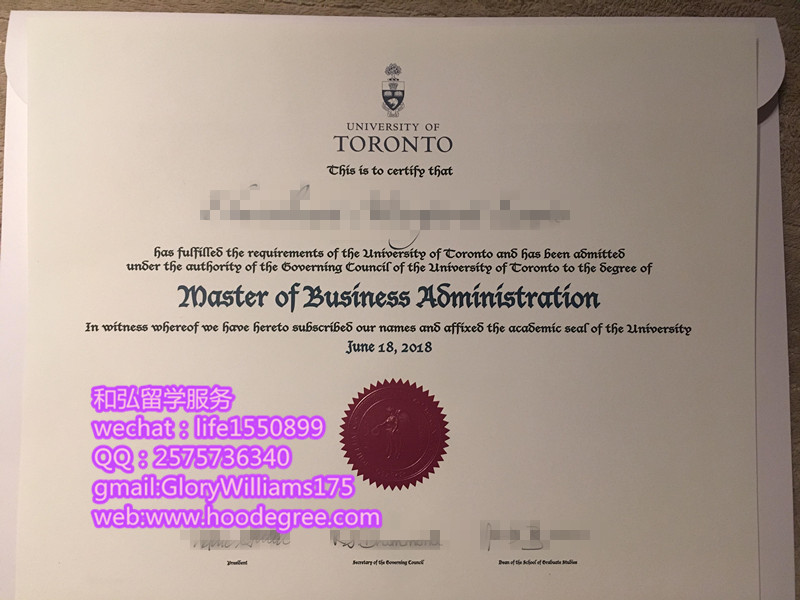 UNIVERSITY OF
TORONTO
This is to certify that
has fulfilled the requirements of the University of Toronto and has been admitted
under the authority of the Governing Council of the University of Toronto to the degree of
Master of Business Administration
In witness whereof we have hereto subscribed our names and affixed the academic seal of the University
June 18, 2018
和弘留学服务
wechat：life1550899
QQ：2575736340
gmail:GloryWilliams175
web:www.hoodegree.com
President
Secretary of the Governing Council
Dean of the School of Graduate Studies